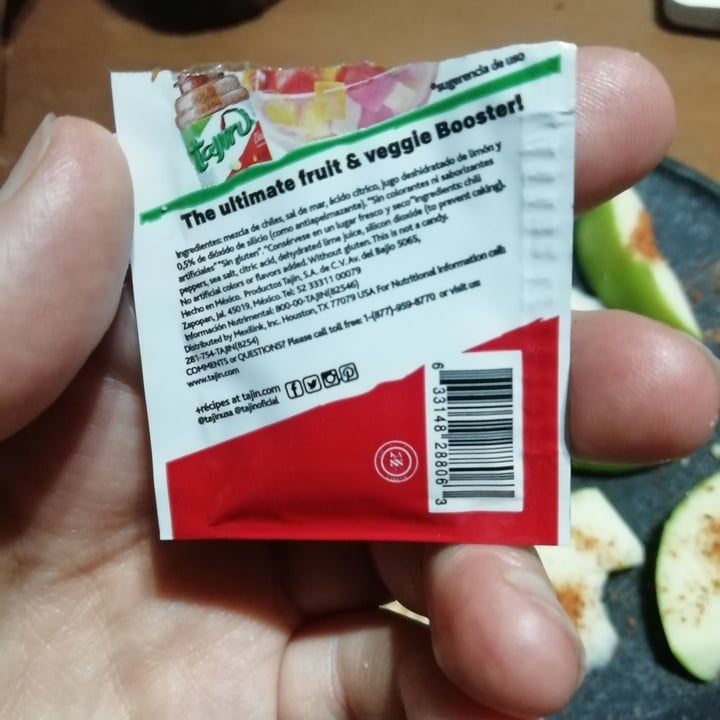 *sugerencia de uso
Tajín
The ultimate fruit & veggie Booster!
Ingredientes: mezcla de chiles, sal de mar, ácido cítrico, jugo deshidratado de limón y
0,5% de dióxido de silicio (como antiapelmazante). "Sin colorantes ni saborizantes
artificiales" "Sin gluten". "Consérvese en un lugar fresco y seco" Ingredients: chili
peppers, sea salt, citric acid, dehydrated lime juice, silicon dioxide (to prevent caking).
No artificial colors or flavors added. Without gluten. This is not a candy.
Hecho en México. Productos Tajín, S.A. de C.V. Av. del Bajío 5065,
Zapopan, Jal. 45019, México. Tel: 52 33311 00079
Información Nutrimental: 800-00-TAJIN(82546)
Distributed by Mexilink, Inc. Houston, TX 77079 USA For Nutritional Information call:
281-754-TAJIN(8254)
COMMENTS or QUESTIONS? Please call toll free: 1-(877)-959-8770 or visit us
www.tajin.com
+récipes at tajin.com
@tajinusa @tajinoficial
6 33148 28806 3